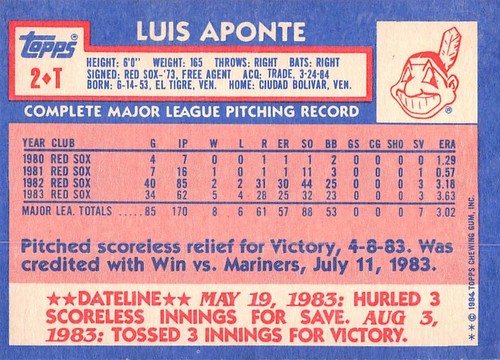 LUIS APONTE
Topps
2•T
HEIGHT: 6'0" WEIGHT: 165 THROWS: RIGHT BATS: RIGHT
SIGNED: RED SOX-'73, FREE AGENT ACQ: TRADE, 3-24-84
BORN: 6-14-53, EL TIGRE, VEN. HOME: CIUDAD BOLIVAR, VEN.
®
COMPLETE MAJOR LEAGUE PITCHING RECORD
YEAR CLUB G IP W L R ER SO BB GS CG SHO SV ERA
1980 RED SOX 4 7 0 0 1 1 1 2 0 0 0 0 1.29
1981 RED SOX 7 16 1 0 1 1 11 3 0 0 0 1 0.57
1982 RED SOX 40 85 2 2 31 30 44 25 0 0 0 3 3.18
1983 RED SOX 34 62 5 4 28 25 32 23 0 0 0 3 3.63
MAJOR LEA. TOTALS 85 170 8 6 61 57 88 53 0 0 0 7 3.02
Pitched scoreless relief for Victory, 4-8-83. Was
credited with Win vs. Mariners, July 11, 1983.
★★DATELINE★★ MAY 19, 1983: HURLED 3
SCORELESS INNINGS FOR SAVE. AUG 3,
1983: TOSSED 3 INNINGS FOR VICTORY.
**© 1984 TOPPS CHEWING GUM, INC.